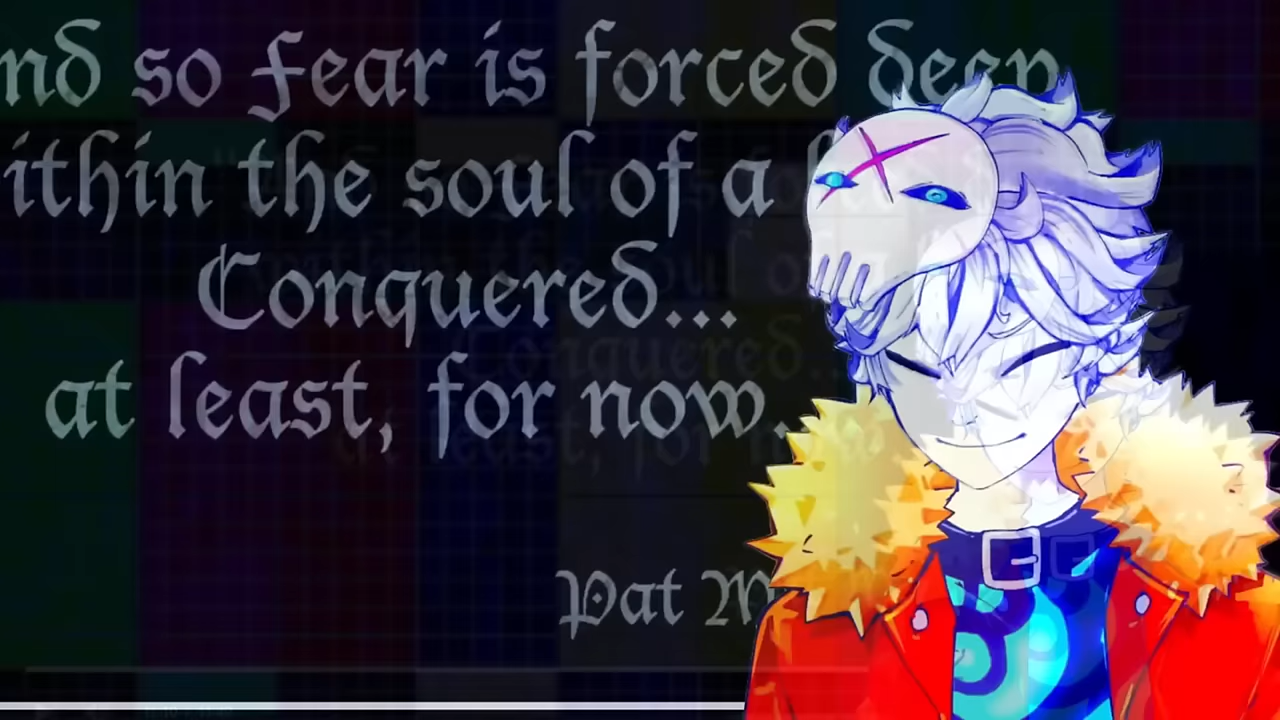 nd so Fear is forced deep
ithin the soul of a
Conquered...
at least, for now.
Pat